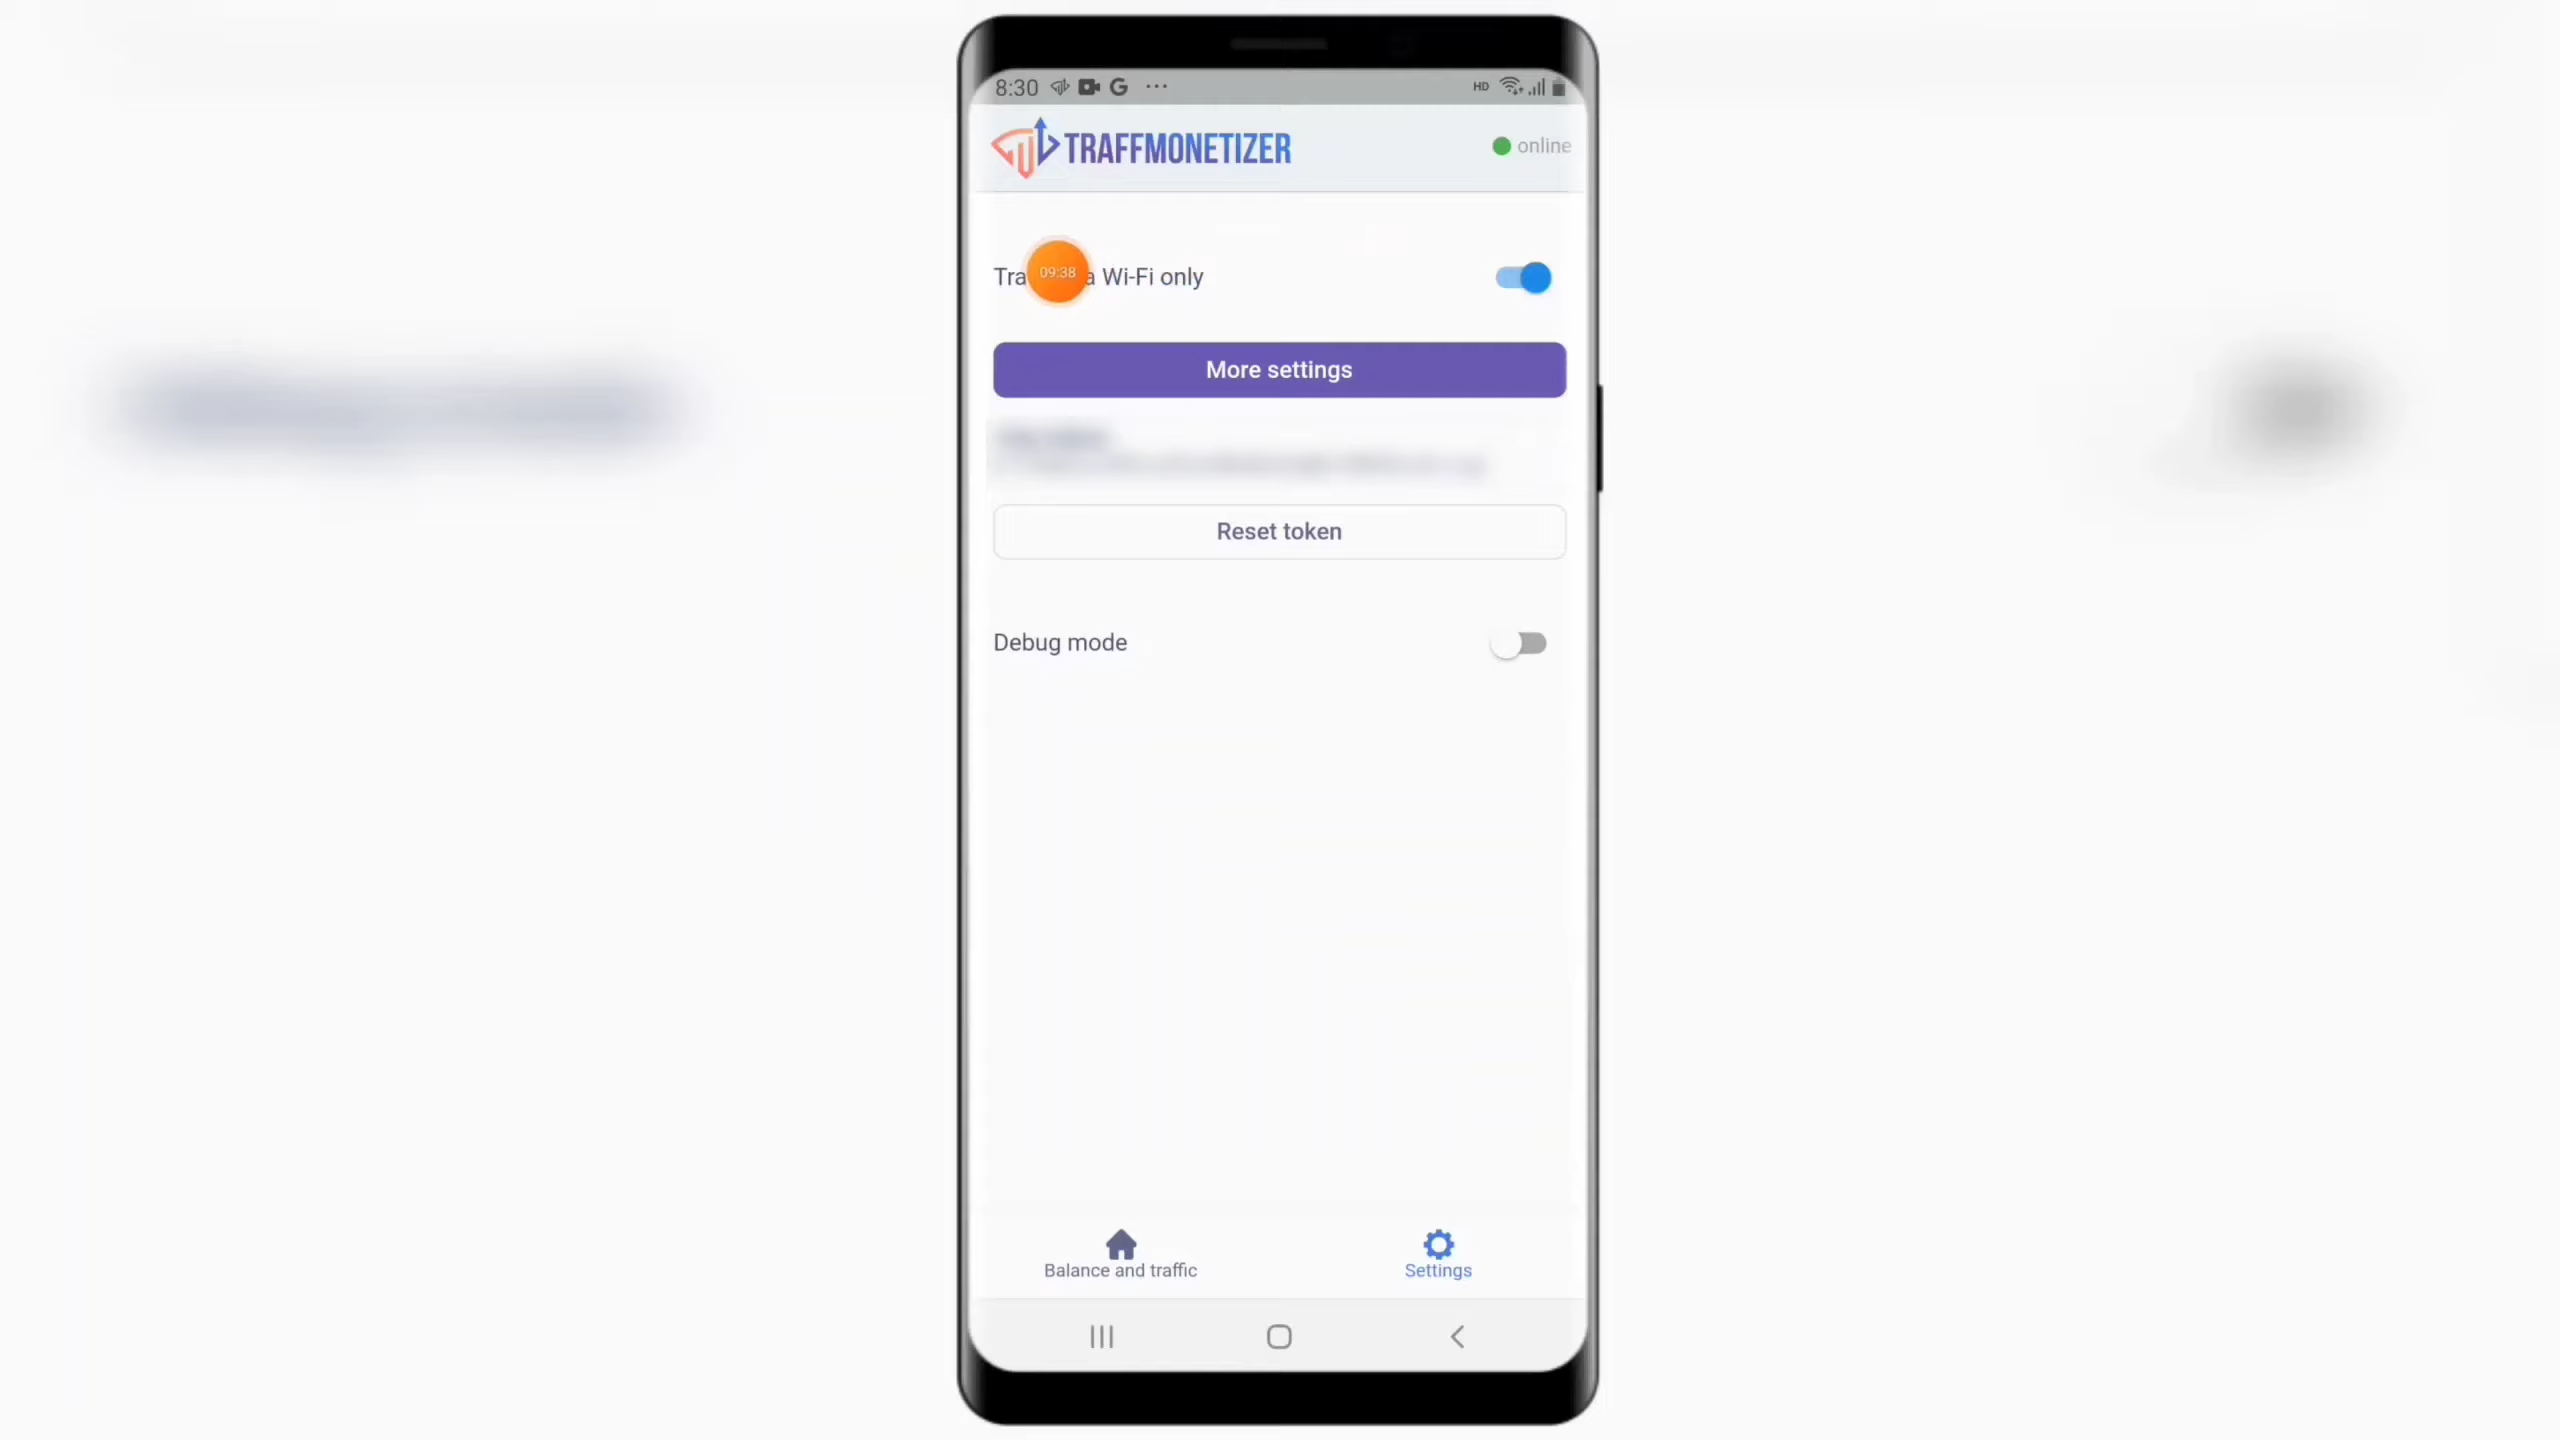 8:30 G ... HD
TRAFFMONETIZER
online
Tra 09:38 a Wi-Fi only
More settings
Reset token
Debug mode
Balance and traffic
Settings